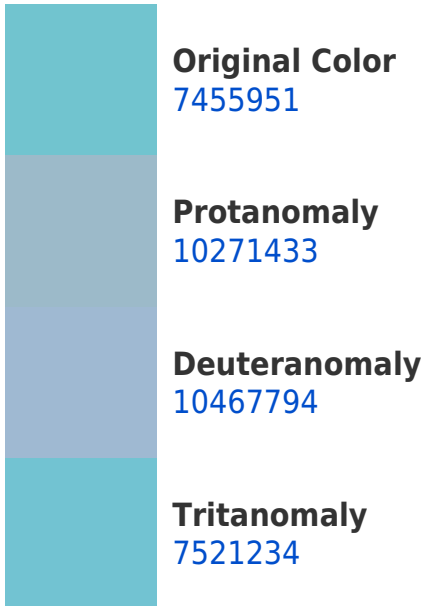 Original Color
7455951
Protanomaly
10271433
Deuteranomaly
10467794
Tritanomaly
7521234